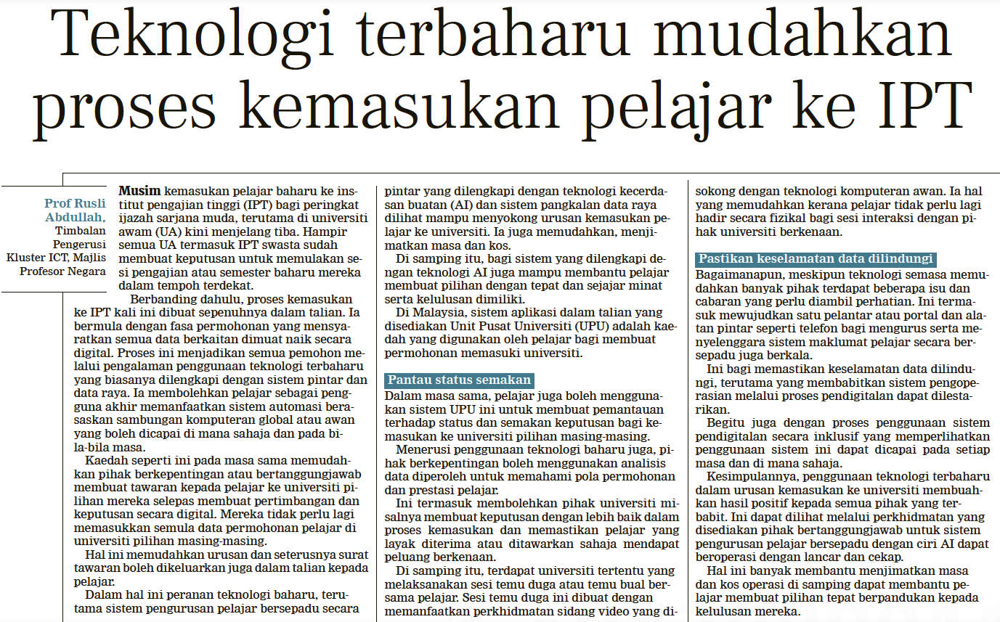 Teknologi terbaharu mudahkan
proses kemasukan pelajar ke IPT
Prof Rusli
Abdullah,
Timbalan
Pengerusi
Kluster ICT, Majlis
Profesor Negara
Musim kemasukan pelajar baharu ke ins-
titut pengajian tinggi (IPT) bagi peringkat
ijazah sarjana muda, terutama di universiti
awam (UA) kini menjelang tiba. Hampir
semua UA termasuk IPT swasta sudah
membuat keputusan untuk memulakan se-
si pengajian atau semester baharu mereka
dalam tempoh terdekat.
Berbanding dahulu, proses kemasukan
ke IPT kali ini dibuat sepenuhnya dalam talian. Ia
bermula dengan fasa permohonan yang mensya-
ratkan semua data berkaitan dimuat naik secara
digital. Proses ini menjadikan semua pemohon me-
lalui pengalaman penggunaan teknologi terbaharu
yang biasanya dilengkapi dengan sistem pintar dan
data raya. Ia membolehkan pelajar sebagai peng-
guna akhir memanfaatkan sistem automasi bera-
saskan sambungan komputeran global atau awan
yang boleh dicapai di mana sahaja dan pada bi-
la-bila masa.
Kaedah seperti ini pada masa sama memudah-
kan pihak berkepentingan atau bertanggungjawab
membuat tawaran kepada pelajar ke universiti pi-
lihan mereka selepas membuat pertimbangan dan
keputusan secara digital. Mereka tidak perlu lagi
memasukkan semula data permohonan pelajar di
universiti pilihan masing-masing.
Hal ini memudahkan urusan dan seterusnya surat
tawaran boleh dikeluarkan juga dalam talian kepada
pelajar.
Dalam hal ini peranan teknologi baharu, teru-
tama sistem pengurusan pelajar bersepadu secara
pintar yang dilengkapi dengan teknologi kecerda-
san buatan (AI) dan sistem pangkalan data raya
dilihat mampu menyokong urusan kemasukan pe-
lajar ke universiti. Ia juga memudahkan, menji-
matkan masa dan kos.
Di samping itu, bagi sistem yang dilengkapi de-
ngan teknologi AI juga mampu membantu pelajar
membuat pilihan dengan tepat dan sejajar minat
serta kelulusan dimiliki.
Di Malaysia, sistem aplikasi dalam talian yang
disediakan Unit Pusat Universiti (UPU) adalah kae-
dah yang digunakan oleh pelajar bagi membuat
permohonan memasuki universiti.
Pantau status semakan
Dalam masa sama, pelajar juga boleh mengguna-
kan sistem UPU ini untuk membuat pemantauan
terhadap status dan semakan keputusan bagi ke-
masukan ke universiti pilihan masing-masing.
Menerusi penggunaan teknologi baharu juga, pi-
hak berkepentingan boleh menggunakan analisis
data diperoleh untuk memahami pola permohonan
dan prestasi pelajar.
Ini termasuk membolehkan pihak universiti mi-
salnya membuat keputusan dengan lebih baik dalam
proses kemasukan dan memastikan pelajar yang
layak diterima atau ditawarkan sahaja mendapat
peluang berkenaan.
Di samping itu, terdapat universiti tertentu yang
melaksanakan sesi temu duga atau temu bual ber-
sama pelajar. Sesi temu duga ini dibuat dengan
memanfaatkan perkhidmatan sidang video yang di-
sokong dengan teknologi komputeran awan. Ia hal
yang memudahkan kerana pelajar tidak perlu lagi
hadir secara fizikal bagi sesi interaksi dengan pi-
hak universiti berkenaan.
Pastikan keselamatan data dilindungi
Bagaimanapun, meskipun teknologi semasa memu-
dahkan banyak pihak terdapat beberapa isu dan
cabaran yang perlu diambil perhatian. Ini terma-
suk mewujudkan satu pelantar atau portal dan ala-
tan pintar seperti telefon bagi mengurus serta me-
nyelenggara sistem maklumat pelajar secara ber-
sepadu juga berkala.
Ini bagi memastikan keselamatan data dilindu-
ngi, terutama yang membabitkan sistem pengope-
rasian melalui proses pendigitalan dapat dilesta-
rikan.
Begitu juga dengan proses penggunaan sistem
pendigitalan secara inklusif yang memperlihatkan
penggunaan sistem ini dapat dicapai pada setiap
masa dan di mana sahaja.
Kesimpulannya, penggunaan teknologi terbaharu
dalam urusan kemasukan ke universiti membuah-
kan hasil positif kepada semua pihak yang ter-
babit. Ini dapat dilihat melalui perkhidmatan yang
disediakan pihak bertanggungjawab untuk sistem
pengurusan pelajar bersepadu dengan ciri AI dapat
beroperasi dengan lancar dan cekap.
Hal ini banyak membantu menjimatkan masa
dan kos operasi di samping dapat membantu pe-
lajar membuat pilihan tepat berpandukan kepada
kelulusan mereka.